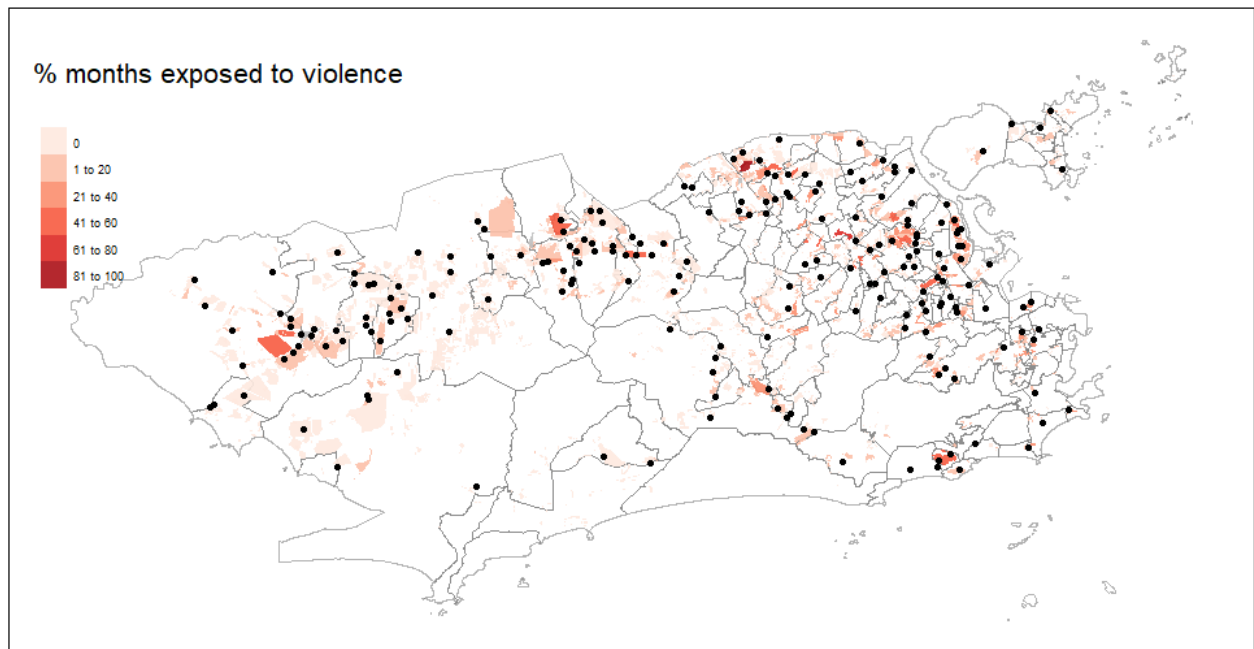 % months exposed to violence
0
1 to 20
21 to 40
41 to 60
61 to 80
81 to 100